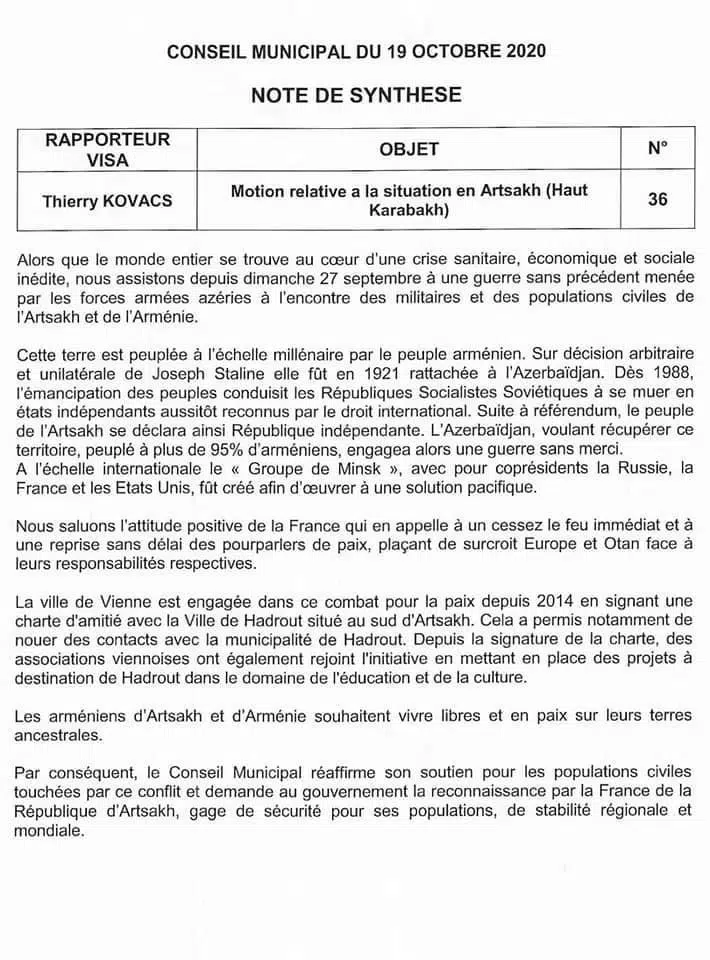 CONSEIL MUNICIPAL DU 19 OCTOBRE 2020
NOTE DE SYNTHESE
RAPPORTEUR
VISA
OBJET
N°
Thierry KOVACS
Motion relative a la situation en Artsakh (Haut
Karabakh)
36
Alors que le monde entier se trouve au cœur d'une crise sanitaire, économique et sociale
inédite, nous assistons depuis dimanche 27 septembre à une guerre sans précédent menée
par les forces armées azéries à l'encontre des militaires et des populations civiles de
l'Artsakh et de l'Arménie.
Cette terre est peuplée à l'échelle millénaire par le peuple arménien. Sur décision arbitraire
et unilatérale de Joseph Staline elle fût en 1921 rattachée à l'Azerbaïdjan. Dès 1988,
l'émancipation des peuples conduisit les Républiques Socialistes Soviétiques à se muer en
états indépendants aussitôt reconnus par le droit international. Suite à référendum, le peuple
de l'Artsakh se déclara ainsi République indépendante. L'Azerbaïdjan, voulant récupérer ce
territoire, peuplé à plus de 95% d'arméniens, engagea alors une guerre sans merci.
A l'échelle internationale le « Groupe de Minsk », avec pour coprésidents la Russie, la
France et les Etats Unis, fût créé afin d'œuvrer à une solution pacifique.
Nous saluons l'attitude positive de la France qui en appelle à un cessez le feu immédiat et à
une reprise sans délai des pourparlers de paix, plaçant de surcroit Europe et Otan face à
leurs responsabilités respectives.
La ville de Vienne est engagée dans ce combat pour la paix depuis 2014 en signant une
charte d'amitié avec la Ville de Hadrout situé au sud d'Artsakh. Cela a permis notamment de
nouer des contacts avec la municipalité de Hadrout. Depuis la signature de la charte, des
associations viennoises ont également rejoint l'initiative en mettant en place des projets à
destination de Hadrout dans le domaine de l'éducation et de la culture.
Les arméniens d'Artsakh et d'Arménie souhaitent vivre libres et en paix sur leurs terres
ancestrales.
Par conséquent, le Conseil Municipal réaffirme son soutien pour les populations civiles
touchées par ce conflit et demande au gouvernement la reconnaissance par la France de la
République d'Artsakh, gage de sécurité pour ses populations, de stabilité régionale et
mondiale.